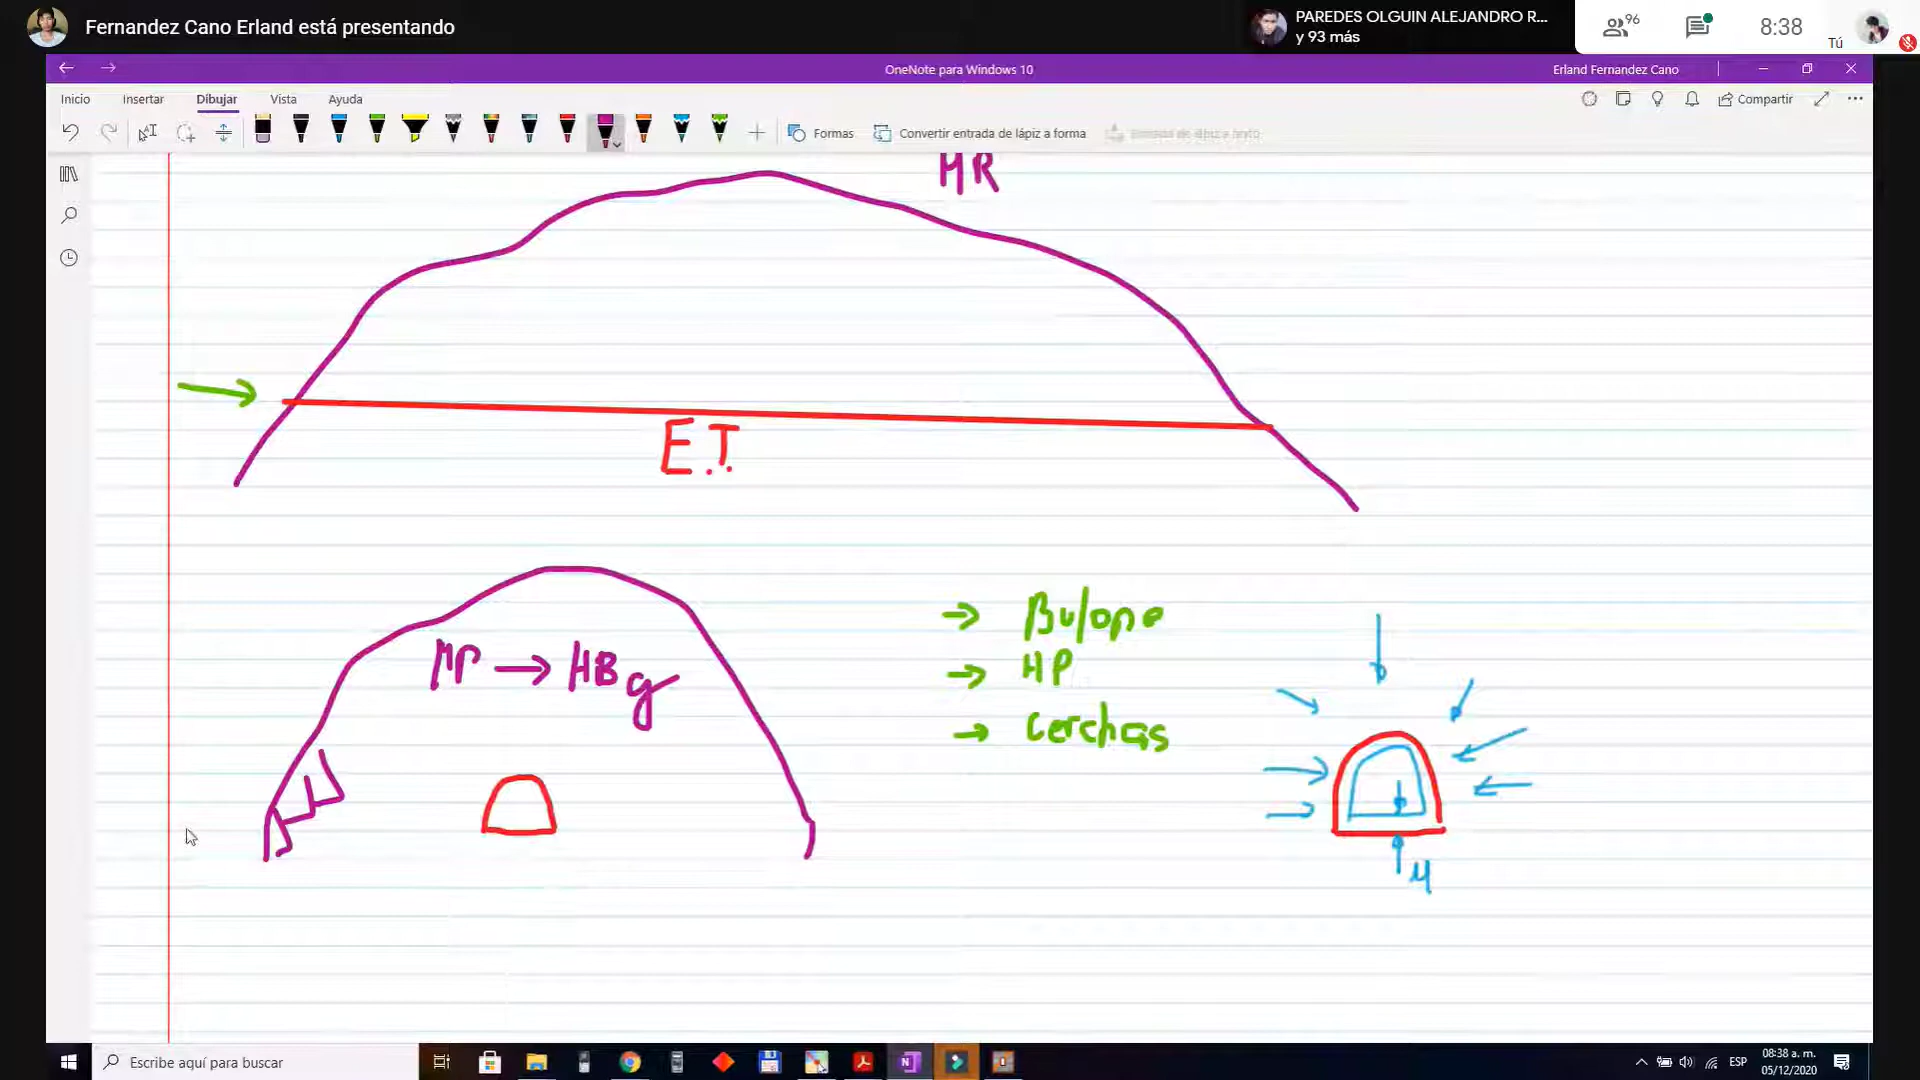 Fernandez Cano Erland está presentando
PAREDES OLGUIN ALEJANDRO R...
y 93 más
96
8:38
Tú
OneNote para Windows 10
Erland Fernandez Cano
Inicio
Insertar
Dibujar
Vista
Ayuda
Compartir
Formas
Convertir entrada de lápiz a forma
MR
E.T.
HBg
Bulone
HP
Cerchas
μ
Escribe aquí para buscar
ESP
08:38 a. m.
05/12/2020